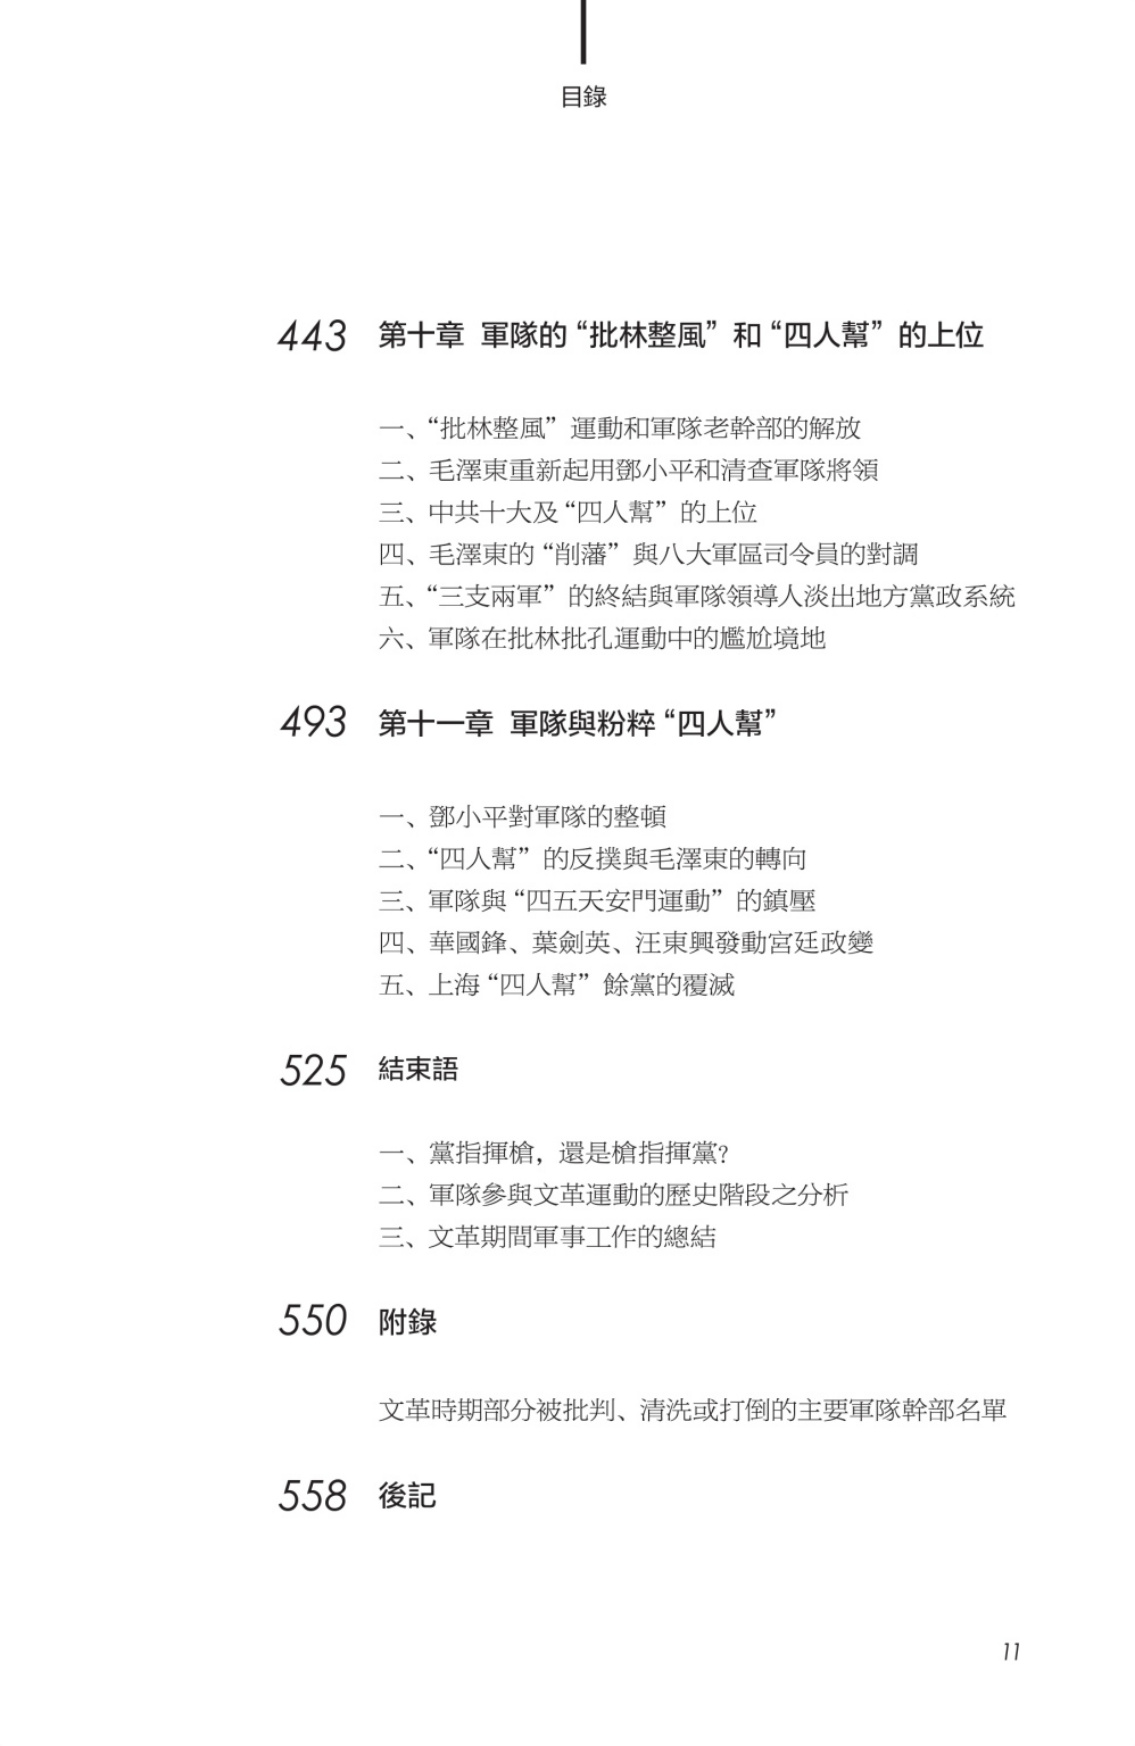 目錄
443 第十章 軍隊的“批林整風”和“四人幫”的上位
一、“批林整風”運動和軍隊老幹部的解放
二、毛澤東重新起用鄧小平和清查軍隊將領
三、中共十大及“四人幫”的上位
四、毛澤東的“削藩”與八大軍區司令員的對調
五、“三支兩軍”的終結與軍隊領導人淡出地方黨政系統
六、軍隊在批林批孔運動中的尷尬境地
493 第十一章 軍隊與粉粹“四人幫”
一、鄧小平對軍隊的整頓
二、“四人幫”的反撲與毛澤東的轉向
三、軍隊與“四五天安門運動”的鎮壓
四、華國鋒、葉劍英、汪東興發動宮廷政變
五、上海“四人幫”餘黨的覆滅
525 結束語
一、黨指揮槍，還是槍指揮黨?
二、軍隊參與文革運動的歷史階段之分析
三、文革期間軍事工作的總結
550 附錄
文革時期部分被批判、清洗或打倒的主要軍隊幹部名單
558 後記
11